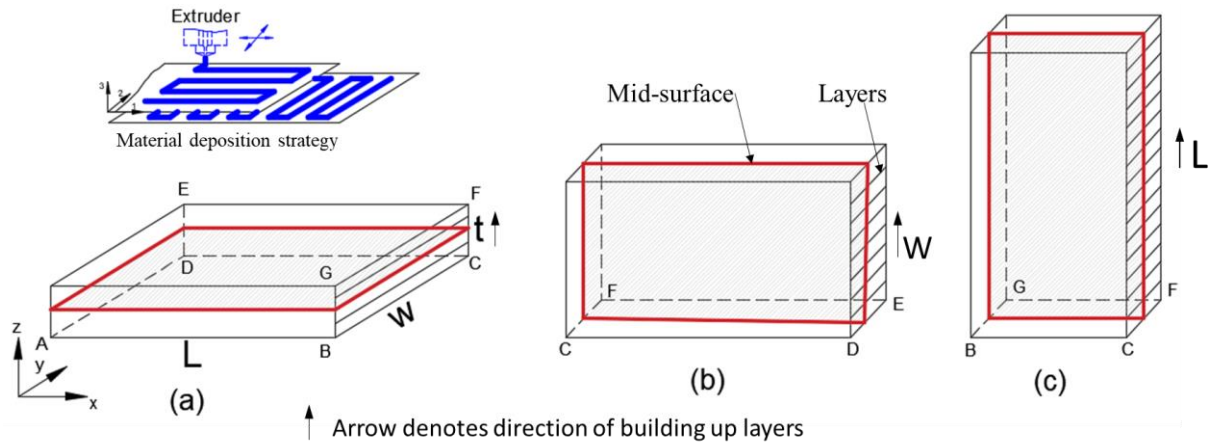 Extruder
3
2
1
Material deposition strategy
E
F
t
D
G
C
W
A
L
B
z
y
x
(a)
Mid-surface
Layers
W
F
E
C
D
(b)
L
G
F
B
C
(c)
Arrow denotes direction of building up layers